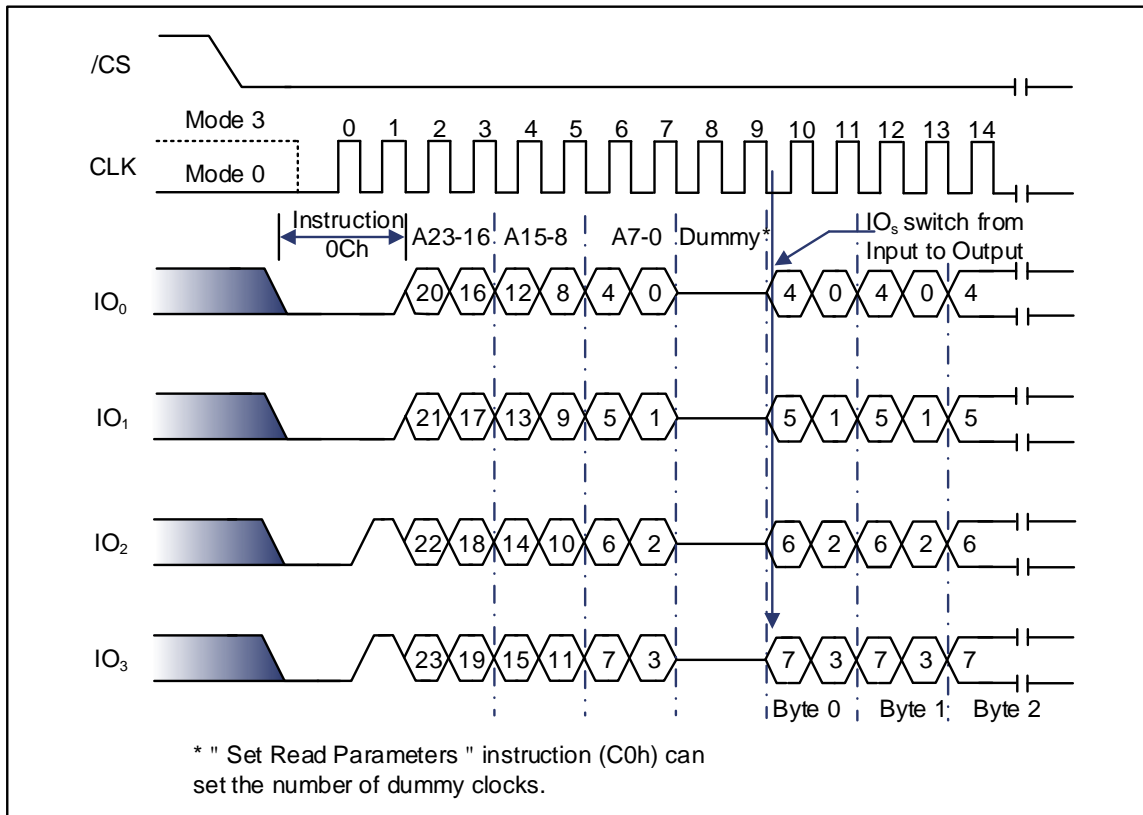 /CS
Mode 3
0 1 2 3 4 5 6 7 8 9 10 11 12 13 14
CLK
Mode 0
Instruction
0Ch
A23-16 A15-8 A7-0 Dummy*
IOs switch from
Input to Output
IO0 20 16 12 8 4 0 4 0 4 0 4
IO1 21 17 13 9 5 1 5 1 5 1 5
IO2 22 18 14 10 6 2 6 2 6 2 6
IO3 23 19 15 11 7 3 7 3 7 3 7
Byte 0 Byte 1 Byte 2
* " Set Read Parameters " instruction (C0h) can
set the number of dummy clocks.